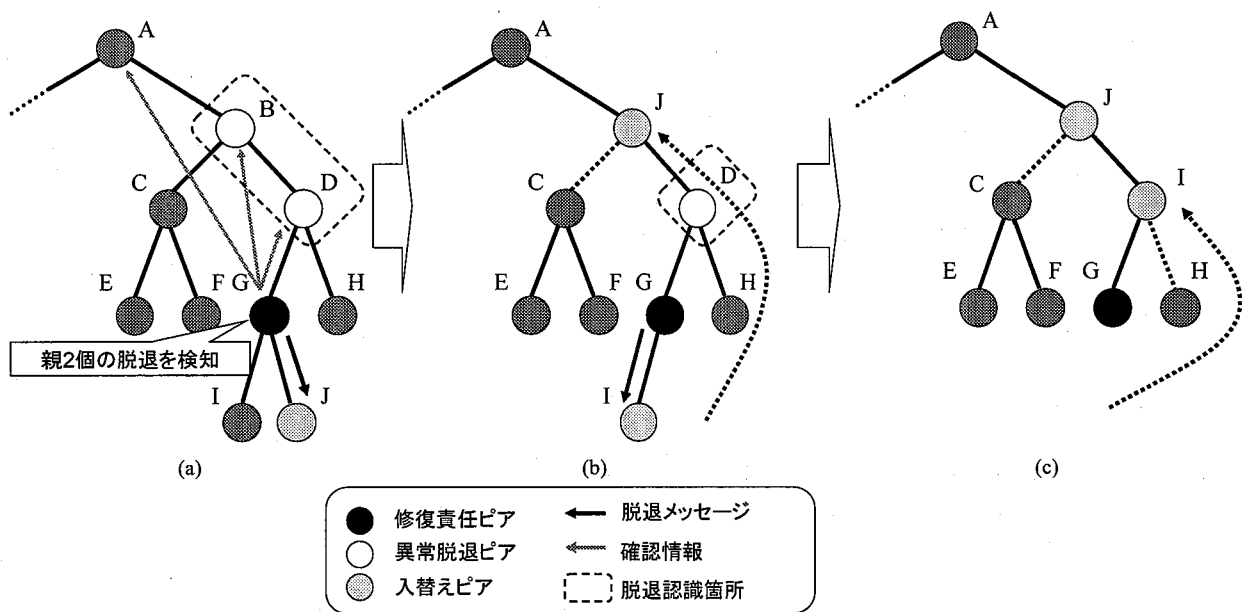 A
B
C
D
E
F
G
H
親2個の脱退を検知
I
J
(a)
A
J
C
D
E
F
G
H
I
(b)
A
J
C
I
E
F
G
H
(c)
修復責任ピア
脱退メッセージ
異常脱退ピア
確認情報
入替えピア
脱退認識箇所